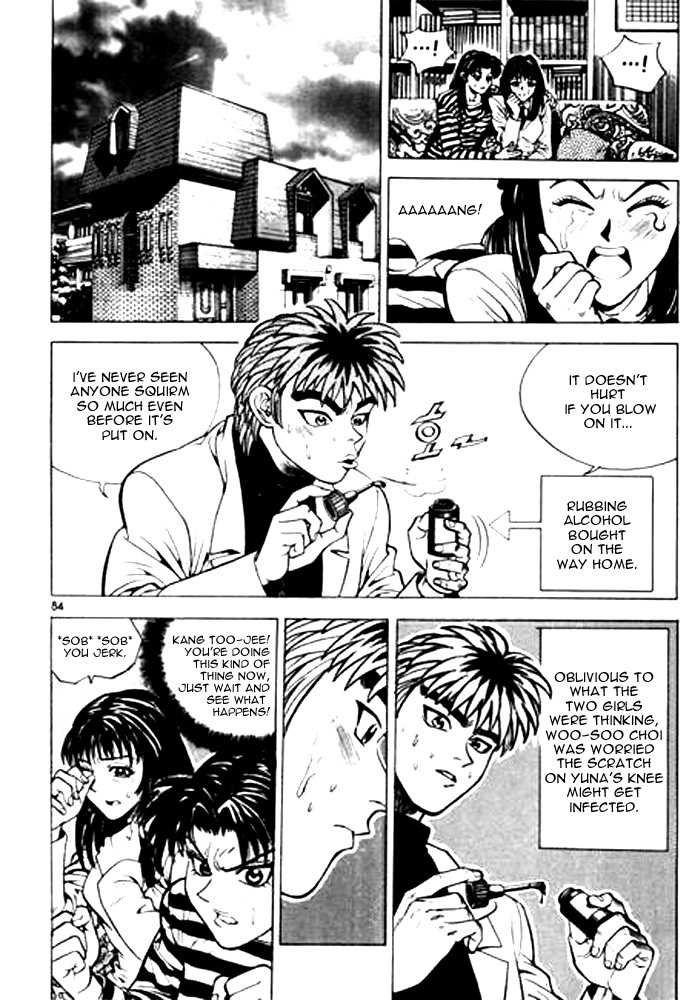 ...!
...!
AAAAAANG!
I'VE NEVER SEEN
ANYONE SQUIRM
SO MUCH EVEN
BEFORE IT'S
PUT ON.
IT DOESN'T
HURT
IF YOU BLOW
ON IT...
RUBBING
ALCOHOL
BOUGHT
ON THE
WAY HOME.
84
*SOB* *SOB*
YOU JERK.
KANG TOO-JEE!
YOU'RE DOING
THIS KIND OF
THING NOW,
JUST WAIT AND
SEE WHAT
HAPPENS!
OBLIVIOUS TO
WHAT THE
TWO GIRLS
WERE THINKING,
WOO-SOO CHOI
WAS WORRIED
THE SCRATCH
ON YUNA'S KNEE
MIGHT GET
INFECTED.